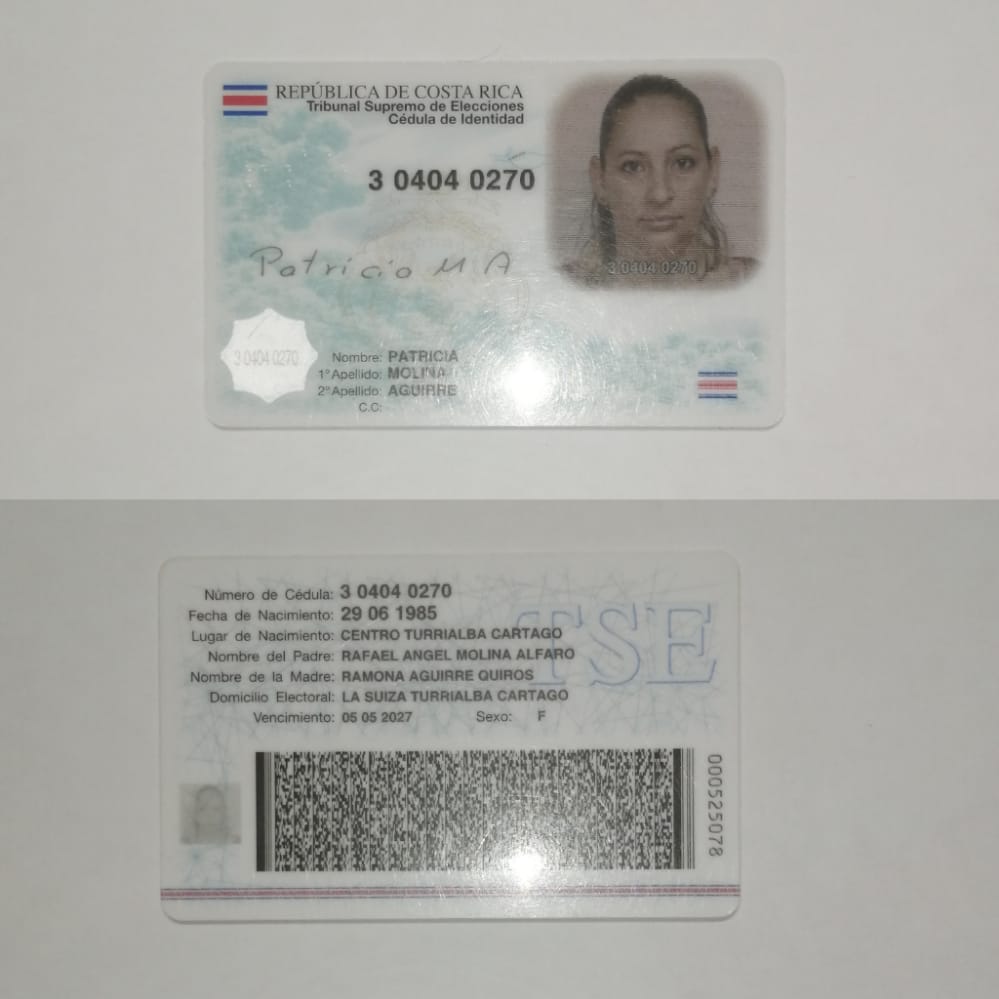 REPÚBLICA DE COSTA RICA
Tribunal Supremo de Elecciones
Cédula de Identidad
3 0404 0270
3 0404 0270
Patricia M A
3 0404 0270
Nombre: PATRICIA
1° Apellido: MOLINA
2° Apellido: AGUIRRE
C.C:
Número de Cédula: 3 0404 0270
Fecha de Nacimiento: 29 06 1985
Lugar de Nacimiento: CENTRO TURRIALBA CARTAGO
Nombre del Padre: RAFAEL ANGEL MOLINA ALFARO
Nombre de la Madre: RAMONA AGUIRRE QUIROS
Domicilio Electoral: LA SUIZA TURRIALBA CARTAGO
Vencimiento: 05 05 2027 Sexo: F
TSE
000525078